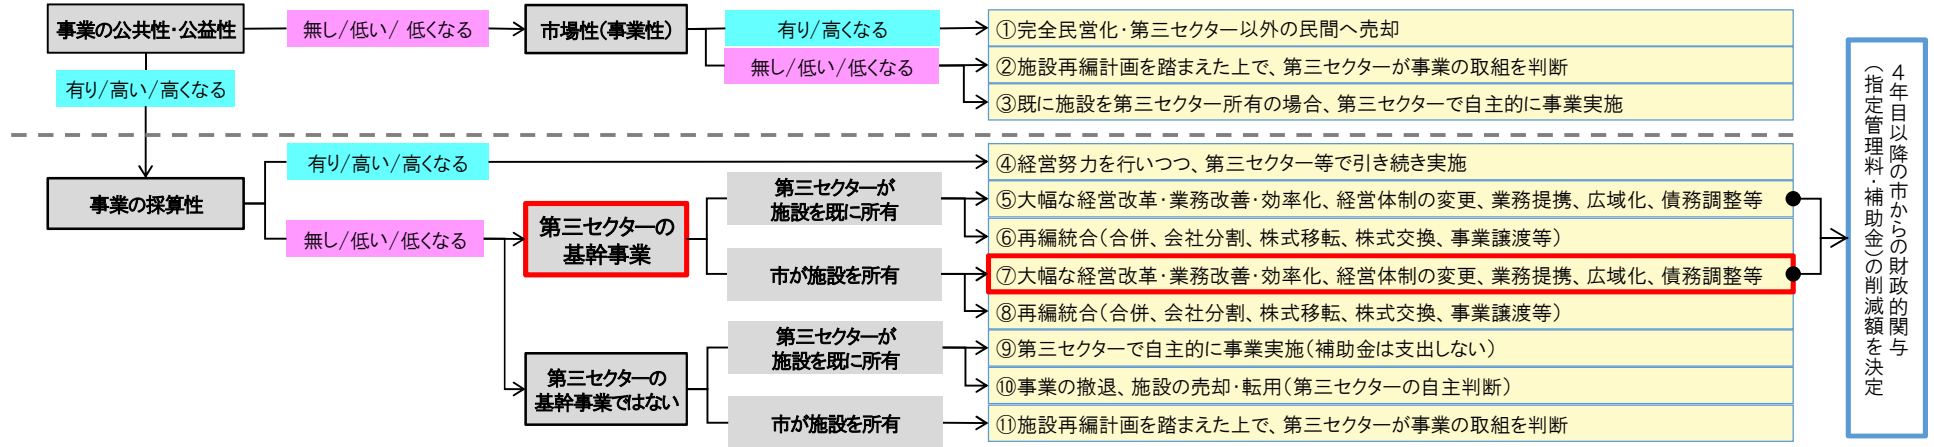 事業の公共性・公益性
無し/低い/ 低くなる
市場性(事業性)
有り/高くなる
①完全民営化・第三セクター以外の民間へ売却
無し/低い/低くなる
②施設再編計画を踏まえた上で、第三セクターが事業の取組を判断
有り/高い/高くなる
③既に施設を第三セクター所有の場合、第三セクターで自主的に事業実施
事業の採算性
有り/高い/高くなる
④経営努力を行いつつ、第三セクター等で引き続き実施
無し/低い/低くなる
第三セクターの
基幹事業
第三セクターが
施設を既に所有
⑤大幅な経営改革・業務改善・効率化、経営体制の変更、業務提携、広域化、債務調整等
⑥再編統合(合併、会社分割、株式移転、株式交換、事業譲渡等)
市が施設を所有
⑦大幅な経営改革・業務改善・効率化、経営体制の変更、業務提携、広域化、債務調整等
⑧再編統合(合併、会社分割、株式移転、株式交換、事業譲渡等)
第三セクターの
基幹事業ではない
第三セクターが
施設を既に所有
⑨第三セクターで自主的に事業実施(補助金は支出しない)
⑩事業の撤退、施設の売却・転用(第三セクターの自主判断)
市が施設を所有
⑪施設再編計画を踏まえた上で、第三セクターが事業の取組を判断
4年目以降の市からの財政的関与
(指定管理料・補助金)の削減額を決定